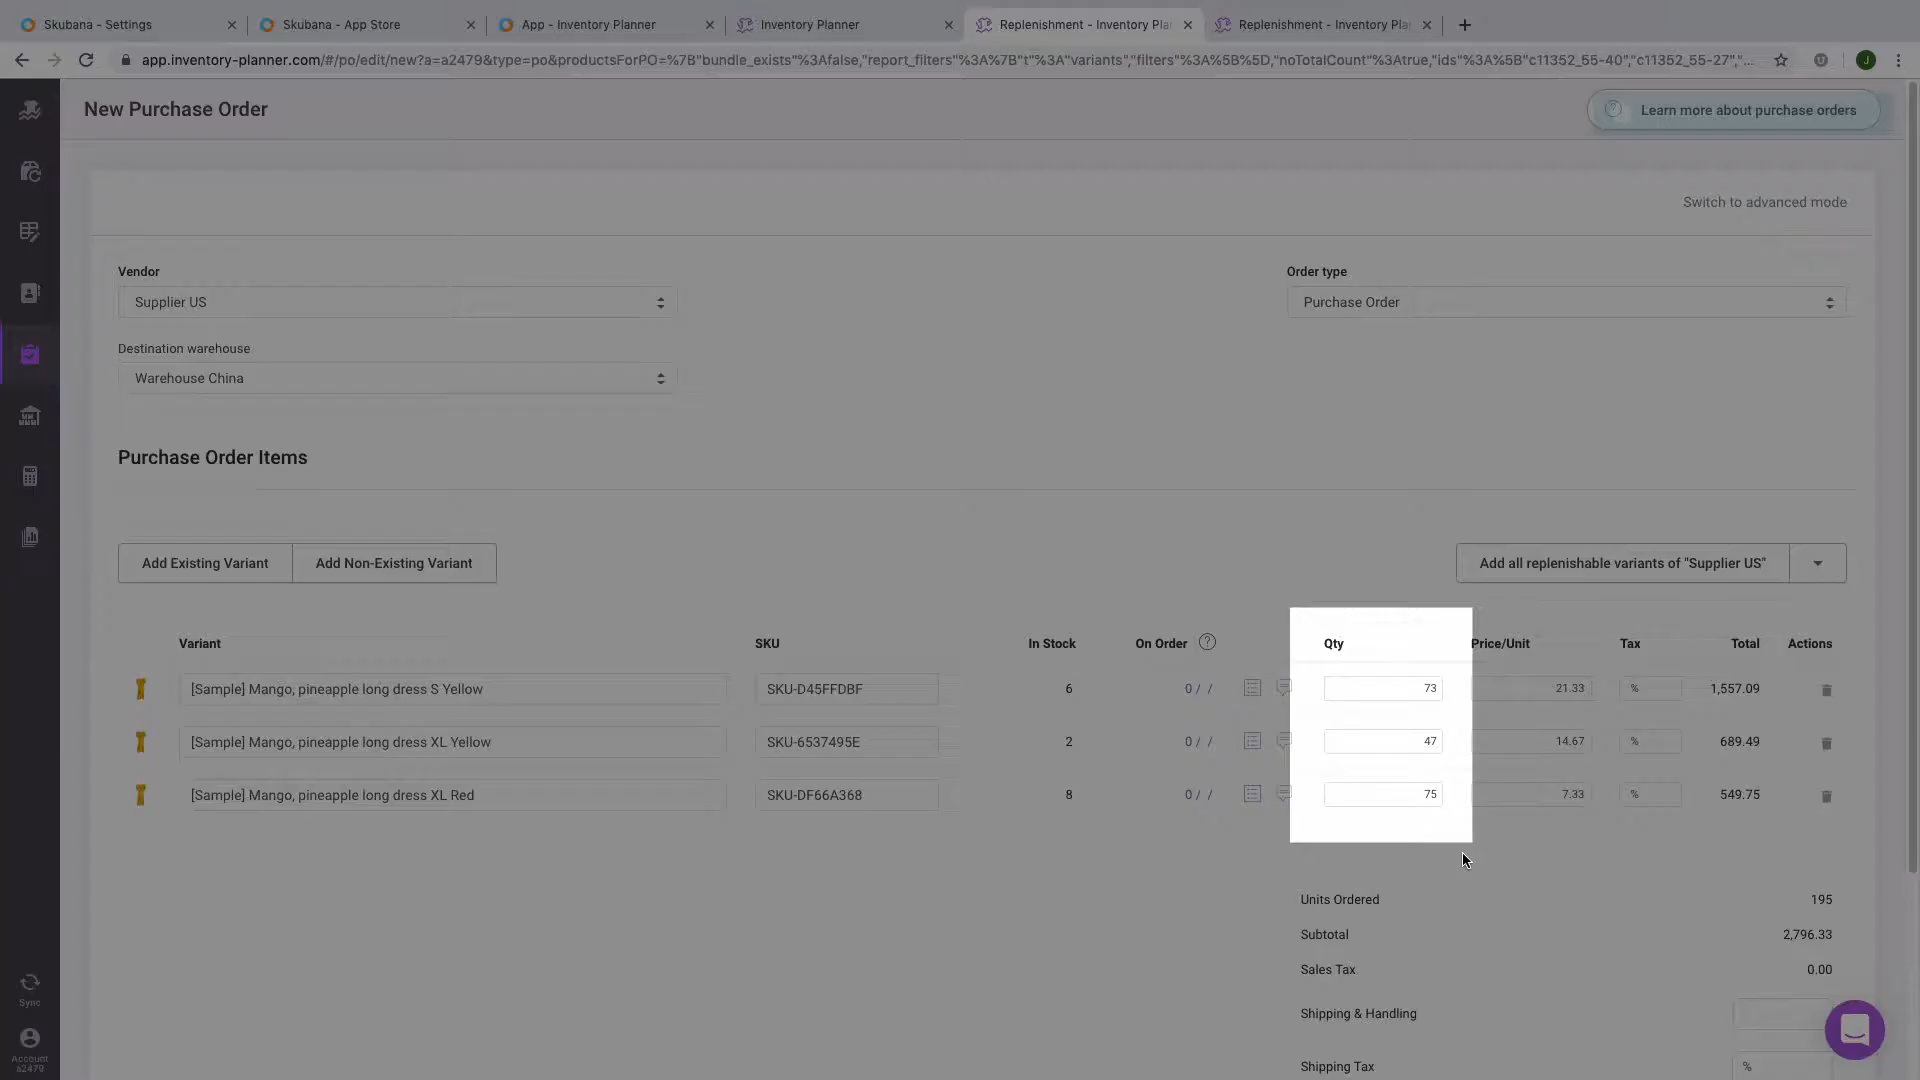 Skubana - Settings
Skubana - App Store
App - Inventory Planner
Inventory Planner
Replenishment - Inventory Pla
Replenishment - Inventory Pla
app.inventory-planner.com/#/po/edit/new?a=a2479&type=po&productsForPO=%7B"bundle_exists"%3Afalse,"report_filters"%3A%7B"t"%3A"variants","filters"%3A%5B%5D,"noTotalCount"%3Atrue,"ids"%3A%5B"c11352_55-40","c11352_55-27","...
J
New Purchase Order
Learn more about purchase orders
Switch to advanced mode
Vendor
Order type
Supplier US
Purchase Order
Destination warehouse
Warehouse China
Purchase Order Items
Add Existing Variant
Add Non-Existing Variant
Add all replenishable variants of "Supplier US"
Variant SKU In Stock On Order ? Qty Price/Unit Tax Total Actions
[Sample] Mango, pineapple long dress S Yellow SKU-D45FFDBF 6 0 / / 73 21.33 % 1,557.09
[Sample] Mango, pineapple long dress XL Yellow SKU-6537495E 2 0 / / 47 14.67 % 689.49
[Sample] Mango, pineapple long dress XL Red SKU-DF66A368 8 0 / / 75 7.33 % 549.75
Units Ordered 195
Subtotal 2,796.33
Sales Tax 0.00
Shipping & Handling
Shipping Tax %
Sync
Account
a2479